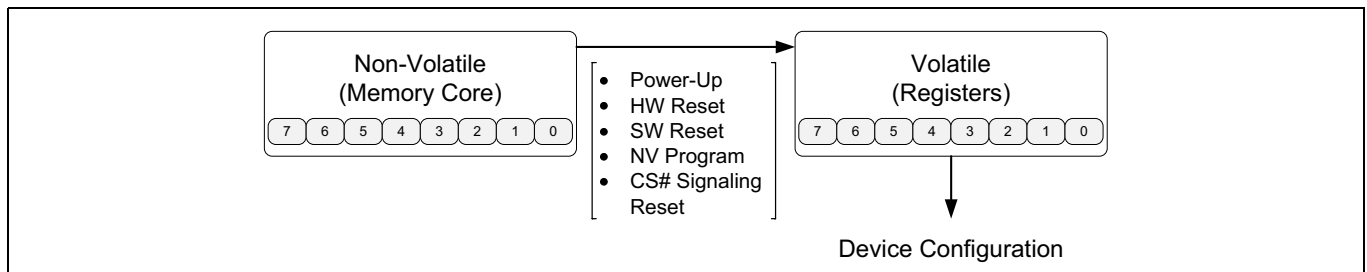 Non-Volatile
(Memory Core)
7 6 5 4 3 2 1 0
• Power-Up
• HW Reset
• SW Reset
• NV Program
• CS# Signaling
Reset
Volatile
(Registers)
7 6 5 4 3 2 1 0
Device Configuration